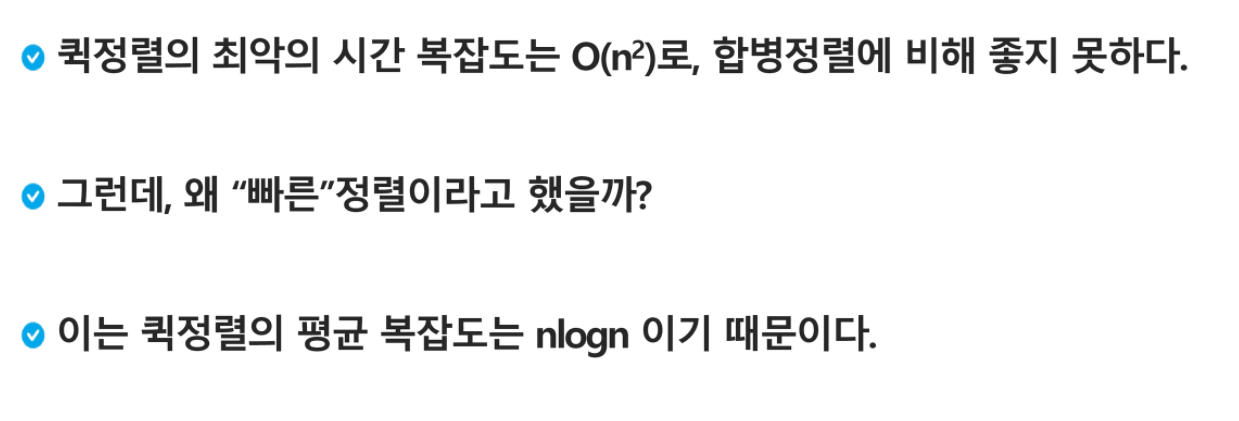 퀵정렬의 최악의 시간 복잡도는 O(n²)로, 합병정렬에 비해 좋지 못하다.
그런데, 왜 “빠른”정렬이라고 했을까?
이는 퀵정렬의 평균 복잡도는 nlogn 이기 때문이다.